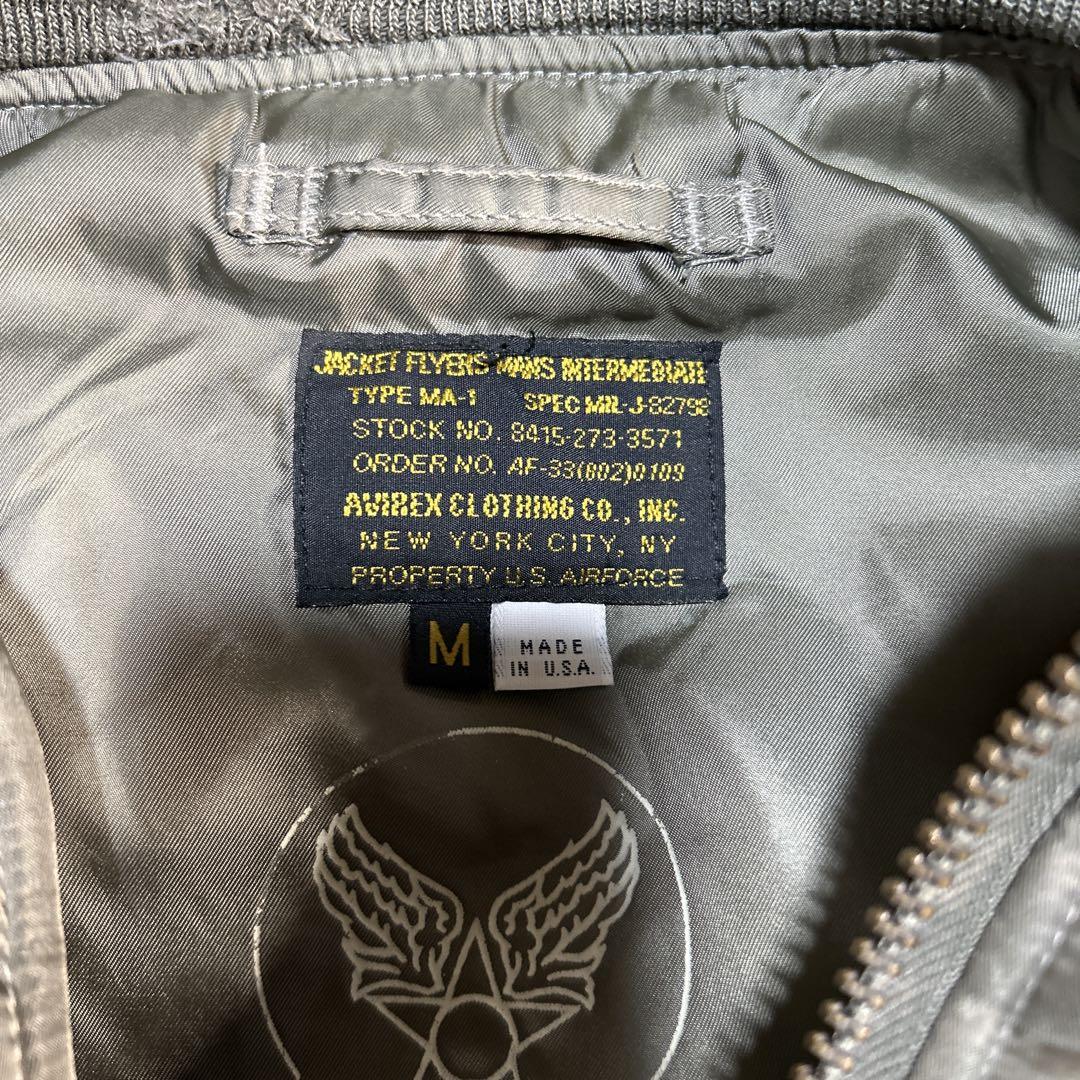 JACKET FLYERS MANS INTERMEDIATE
TYPE MA-1 SPEC MIL-J-82798
STOCK NO. 8415-273-3571
ORDER NO. AF-33(602)0109
AVIREX CLOTHING CO., INC.
NEW YORK CITY, NY
PROPERTY U.S. AIRFORCE
M
MADE
IN U.S.A.